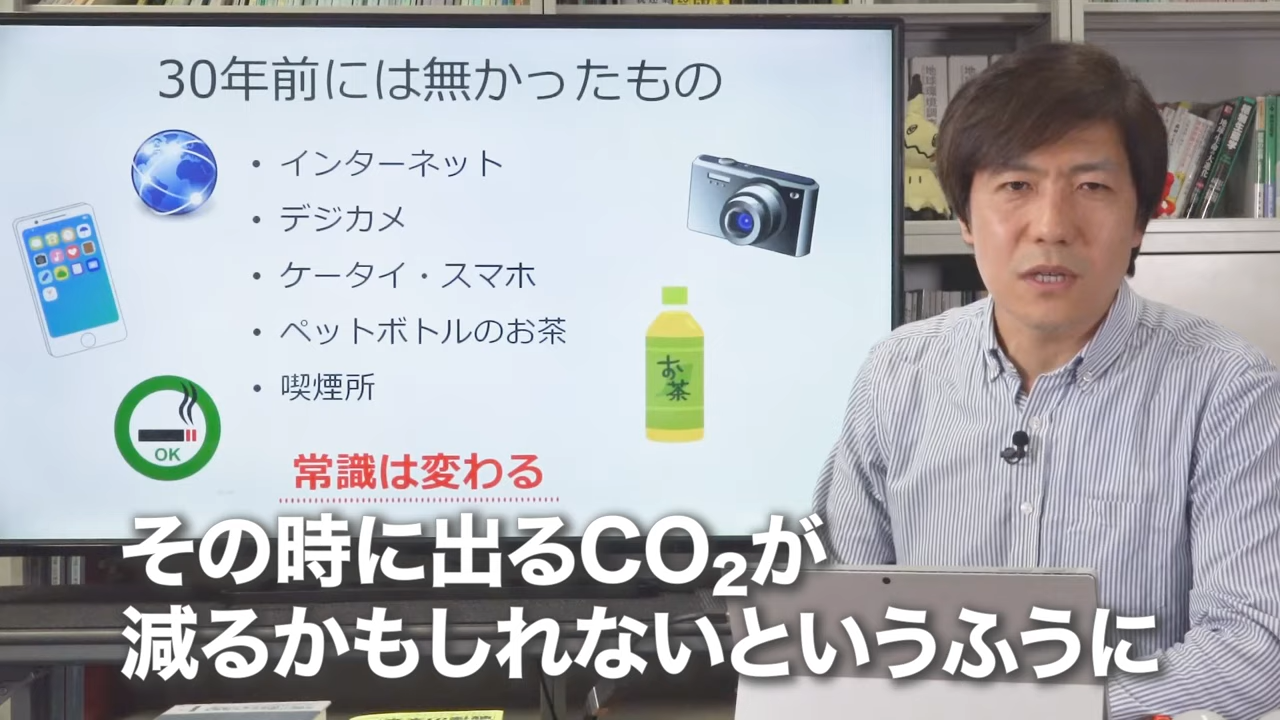 30年前には無かったもの
• インターネット
• デジカメ
• ケータイ・スマホ
• ペットボトルのお茶
• 喫煙所
OK
お茶
常識は変わる
その時に出るCO₂が
減るかもしれないというふうに